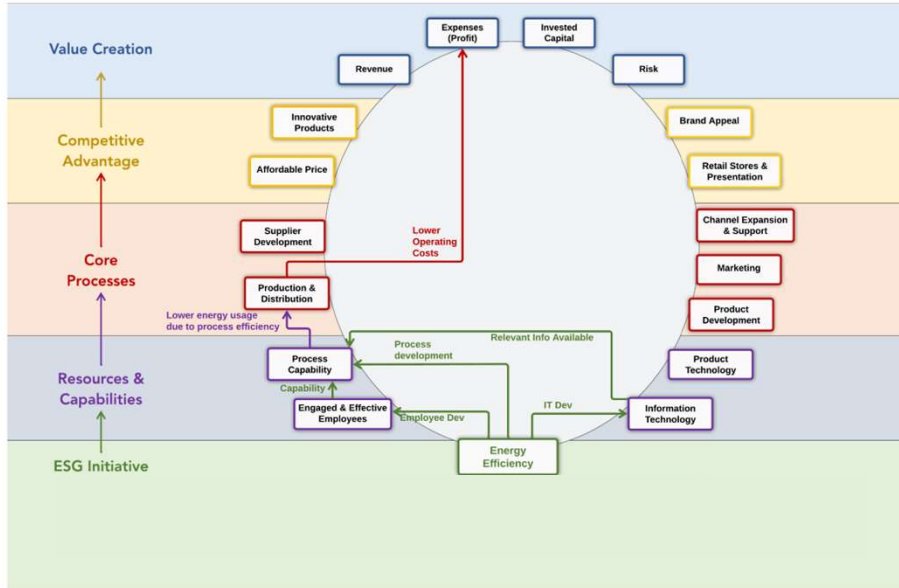 Value Creation
Competitive
Advantage
Core
Processes
Resources &
Capabilities
ESG Initiative
Expenses
(Profit)
Invested
Capital
Revenue
Risk
Innovative
Products
Brand Appeal
Affordable Price
Retail Stores &
Presentation
Supplier
Development
Lower
Operating
Costs
Channel Expansion
& Support
Production &
Distribution
Marketing
Lower energy usage
due to process efficiency
Product
Development
Process
development
Relevant Info Available
Process
Capability
Product
Technology
Capability
Engaged & Effective
Employees
Employee Dev
IT Dev
Information
Technology
Energy
Efficiency